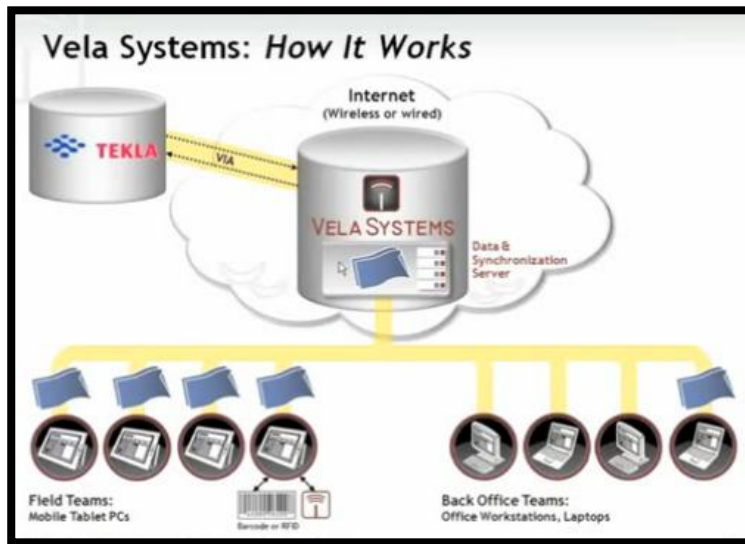 Vela Systems: How It Works
Internet
(Wireless or wired)
TEKLA
VIA
VELA SYSTEMS
Data &
Synchronization
Server
Field Teams:
Mobile Tablet PCs
Barcode or RFID
Back Office Teams:
Office Workstations, Laptops